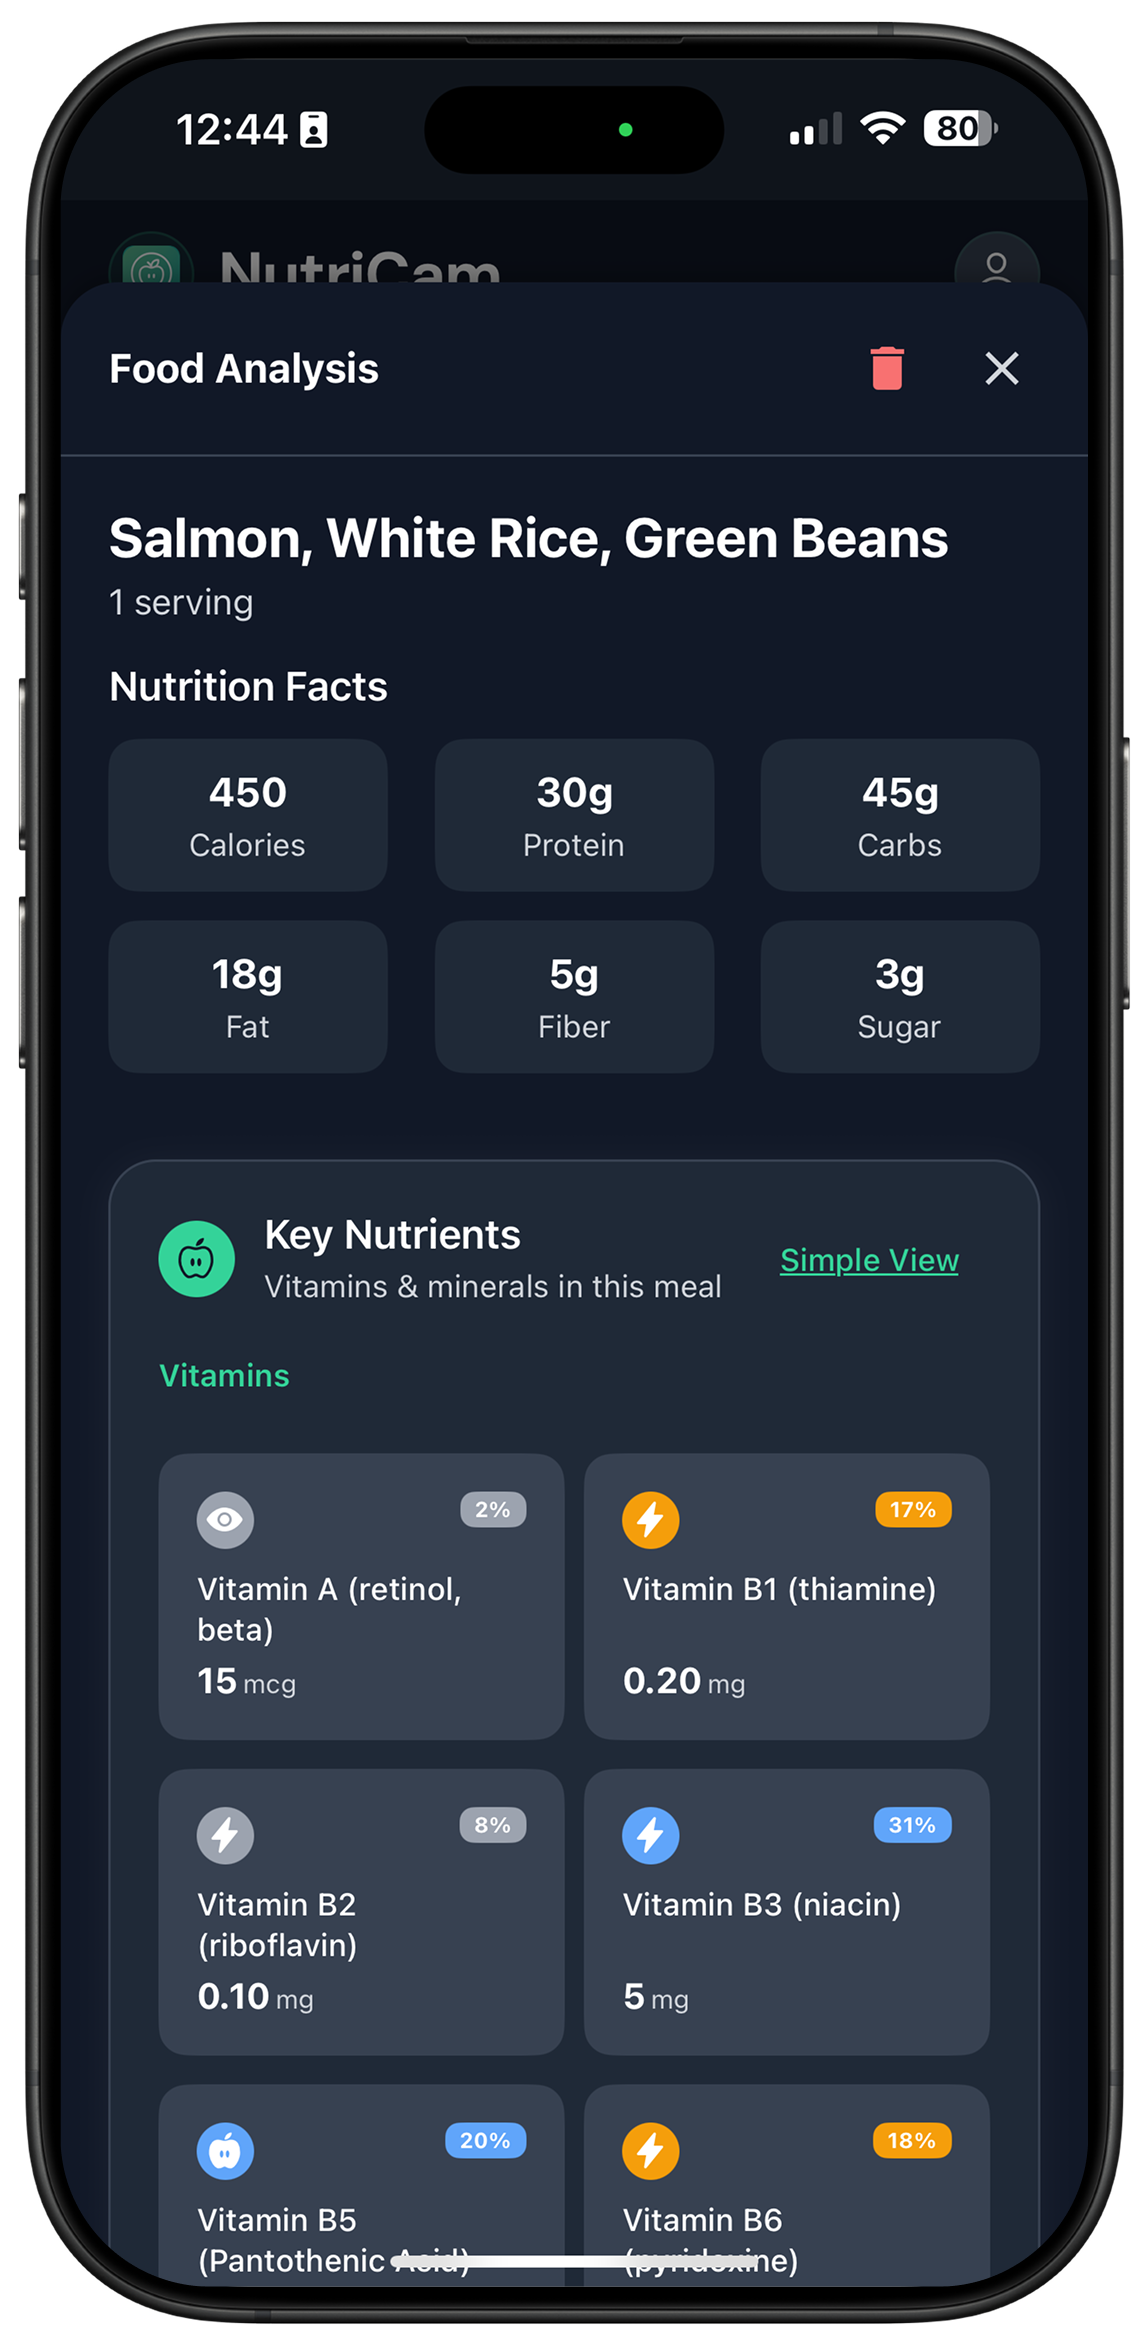 12:44
80
NutriCam
Food Analysis
Salmon, White Rice, Green Beans
1 serving
Nutrition Facts
450
Calories
30g
Protein
45g
Carbs
18g
Fat
5g
Fiber
3g
Sugar
Key Nutrients
Vitamins & minerals in this meal
Simple View
Vitamins
2%
Vitamin A (retinol,
beta)
15 mcg
17%
Vitamin B1 (thiamine)
0.20 mg
8%
Vitamin B2
(riboflavin)
0.10 mg
31%
Vitamin B3 (niacin)
5 mg
20%
Vitamin B5
(Pantothenic Acid)
18%
Vitamin B6
(pyridoxine)